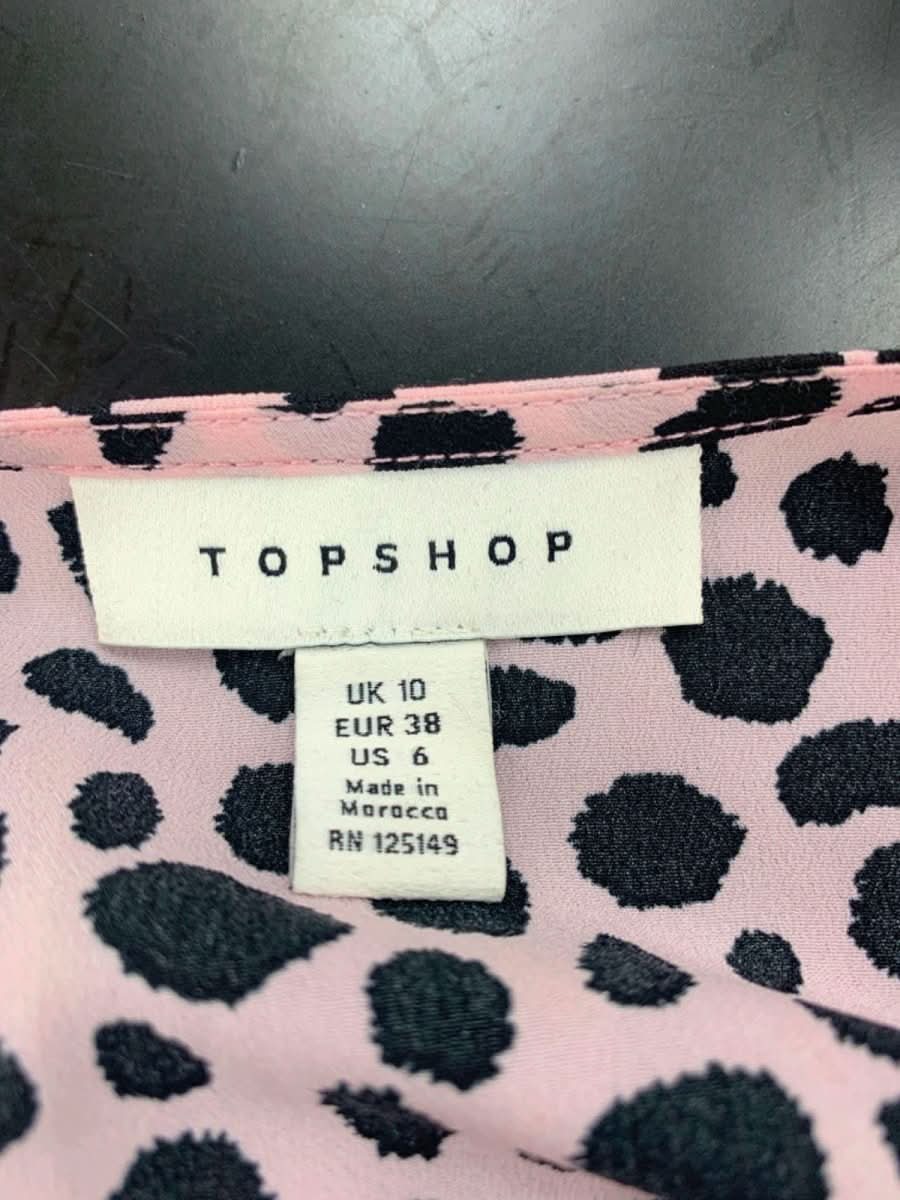 TOPSHOP
UK 10
EUR 38
US 6
Made in
Morocco
RN 125149